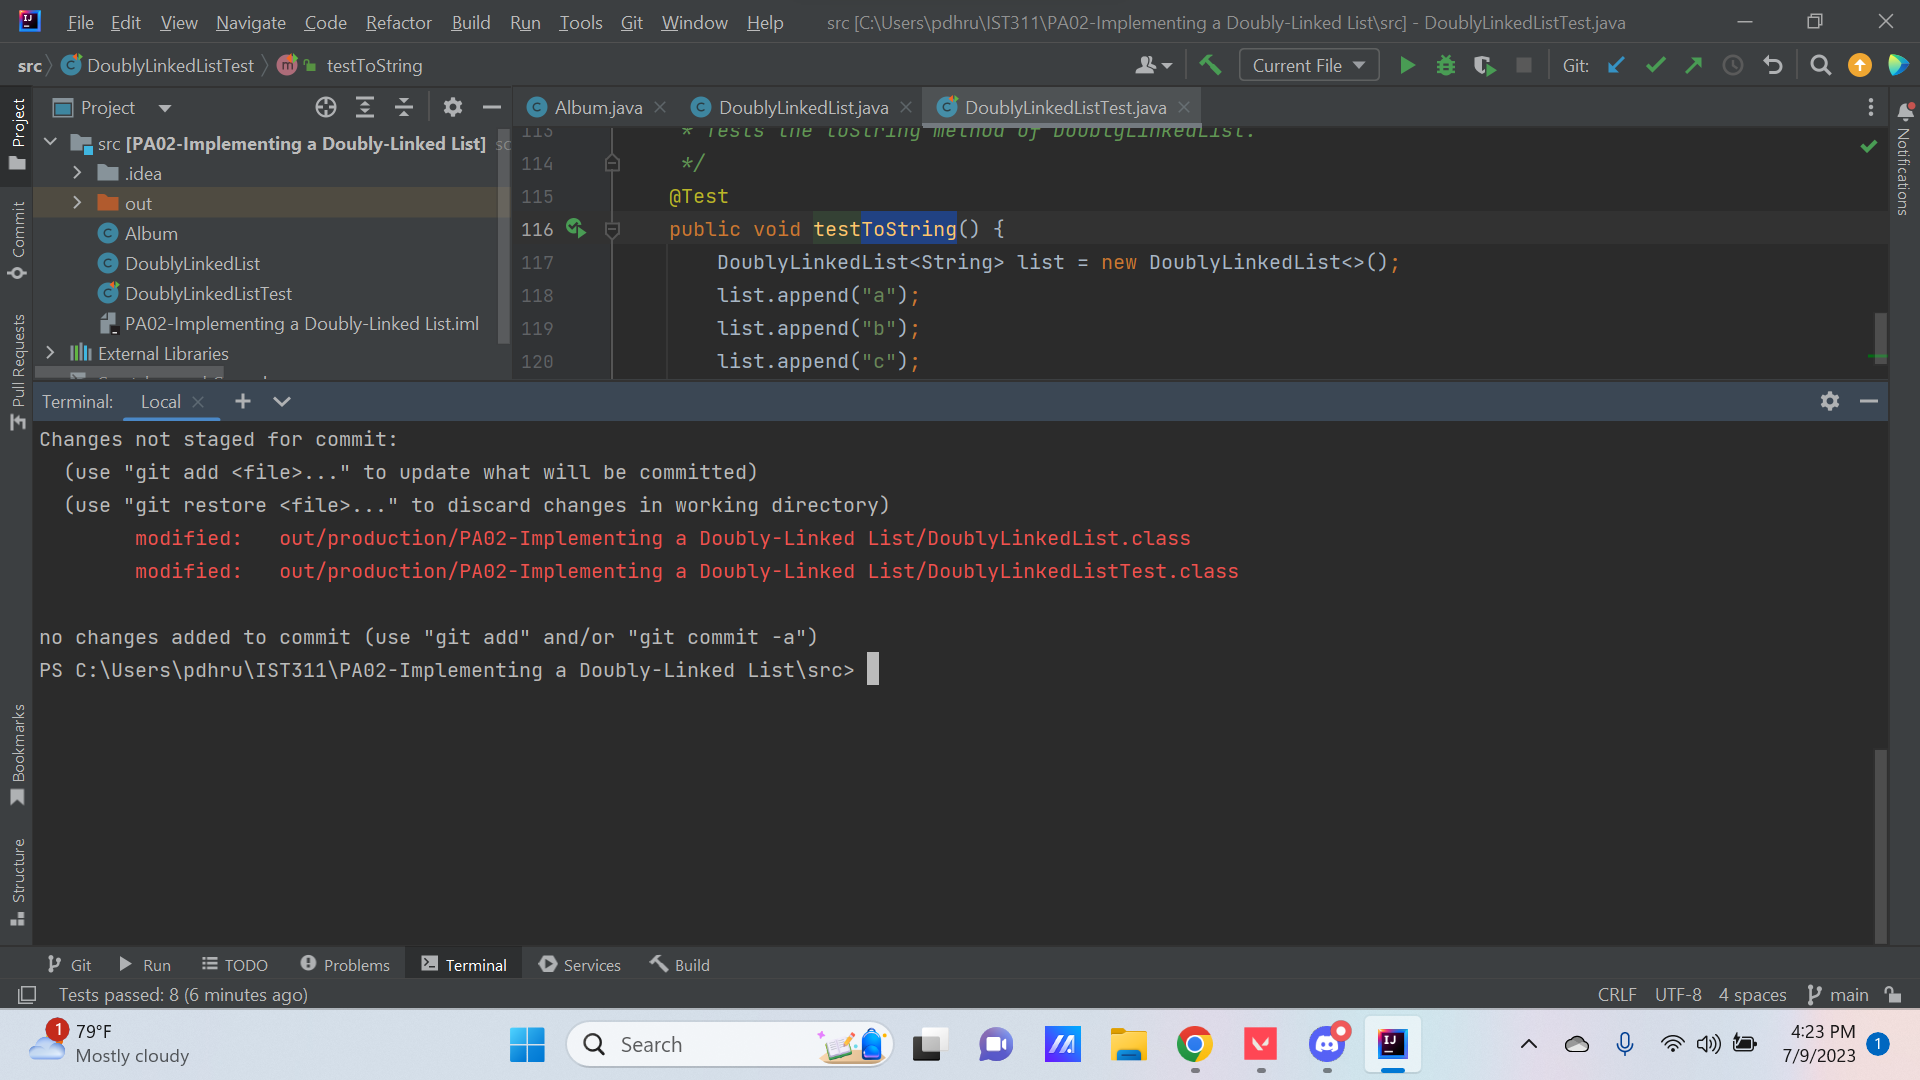 File Edit View Navigate Code Refactor Build Run Tools Git Window Help src [C:\Users\pdhru\IST311\PA02-Implementing a Doubly-Linked List\src] - DoublyLinkedListTest.java
src DoublyLinkedListTest testToString Current File Git:
Project
Album.java DoublyLinkedList.java DoublyLinkedListTest.java
src [PA02-Implementing a Doubly-Linked List] sc
.idea
out
Album
DoublyLinkedList
DoublyLinkedListTest
PA02-Implementing a Doubly-Linked List.iml
External Libraries
113 * Tests the toString method of DoublyLinkedList.
114 */
115 @Test
116 public void testToString() {
117 DoublyLinkedList<String> list = new DoublyLinkedList<>();
118 list.append("a");
119 list.append("b");
120 list.append("c");
Project
Commit
Pull Requests
Bookmarks
Structure
Notifications
Terminal: Local
Changes not staged for commit:
(use "git add <file>..." to update what will be committed)
(use "git restore <file>..." to discard changes in working directory)
modified: out/production/PA02-Implementing a Doubly-Linked List/DoublyLinkedList.class
modified: out/production/PA02-Implementing a Doubly-Linked List/DoublyLinkedListTest.class
no changes added to commit (use "git add" and/or "git commit -a")
PS C:\Users\pdhru\IST311\PA02-Implementing a Doubly-Linked List\src>
Git Run TODO Problems Terminal Services Build
Tests passed: 8 (6 minutes ago) CRLF UTF-8 4 spaces main
1 79°F
Mostly cloudy
Search
IJ
4:23 PM
7/9/2023
1